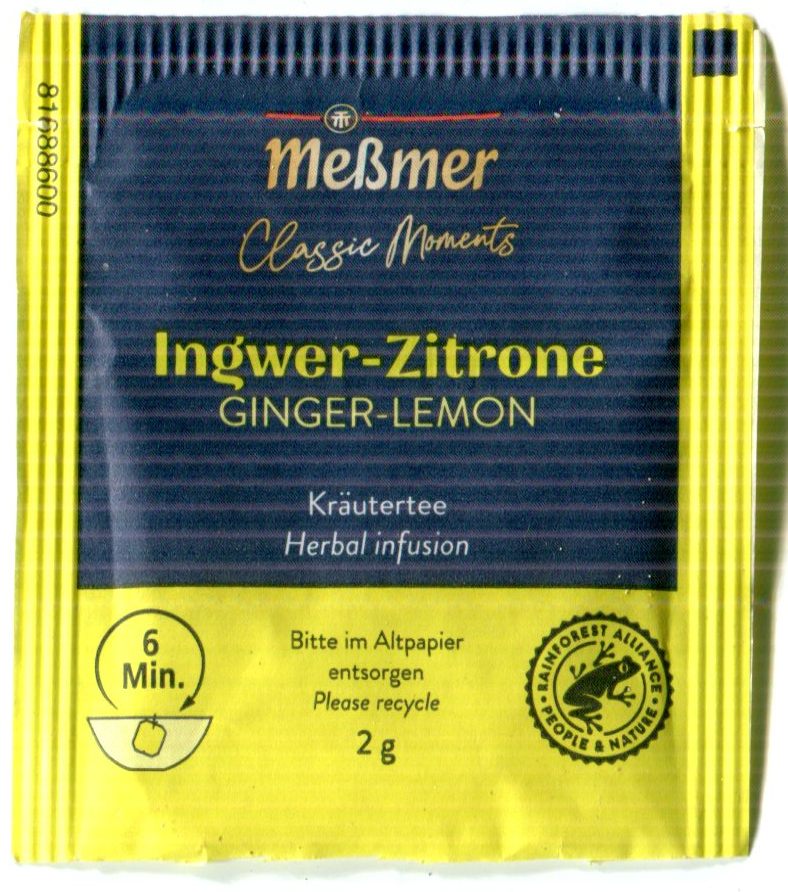 81688600
Meßmer
Classic Moments
Ingwer-Zitrone
GINGER-LEMON
Kräutertee
Herbal infusion
6
Min.
Bitte im Altpapier
entsorgen
Please recycle
2 g
RAINFOREST ALLIANCE
PEOPLE & NATURE